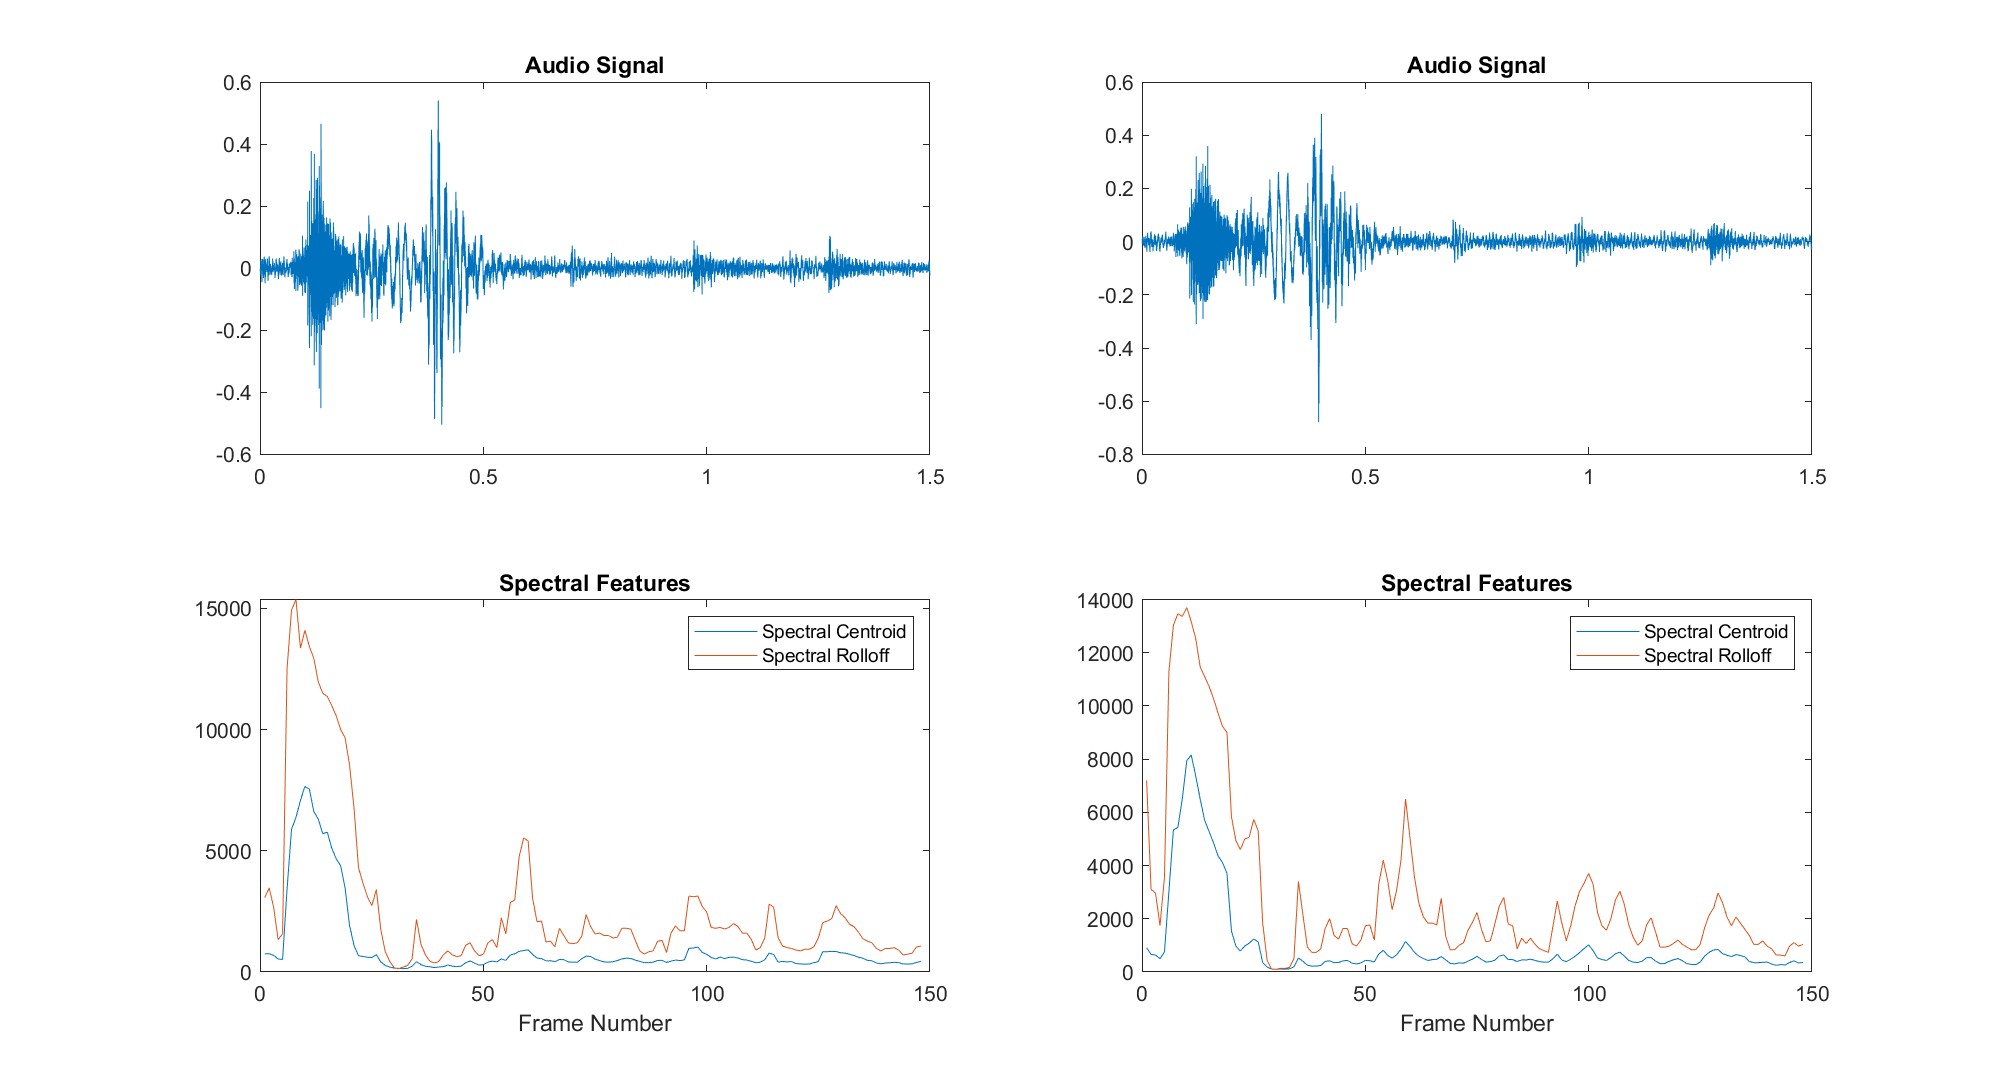 Audio Signal
0.6
0.4
0.2
0
-0.2
-0.4
-0.6
0 0.5 1 1.5
Audio Signal
0.6
0.4
0.2
0
-0.2
-0.4
-0.6
-0.8
0 0.5 1 1.5
Spectral Features
15000
10000
5000
0
Spectral Centroid
Spectral Rolloff
0 50 100 150
Frame Number
Spectral Features
14000
12000
10000
8000
6000
4000
2000
0
Spectral Centroid
Spectral Rolloff
0 50 100 150
Frame Number